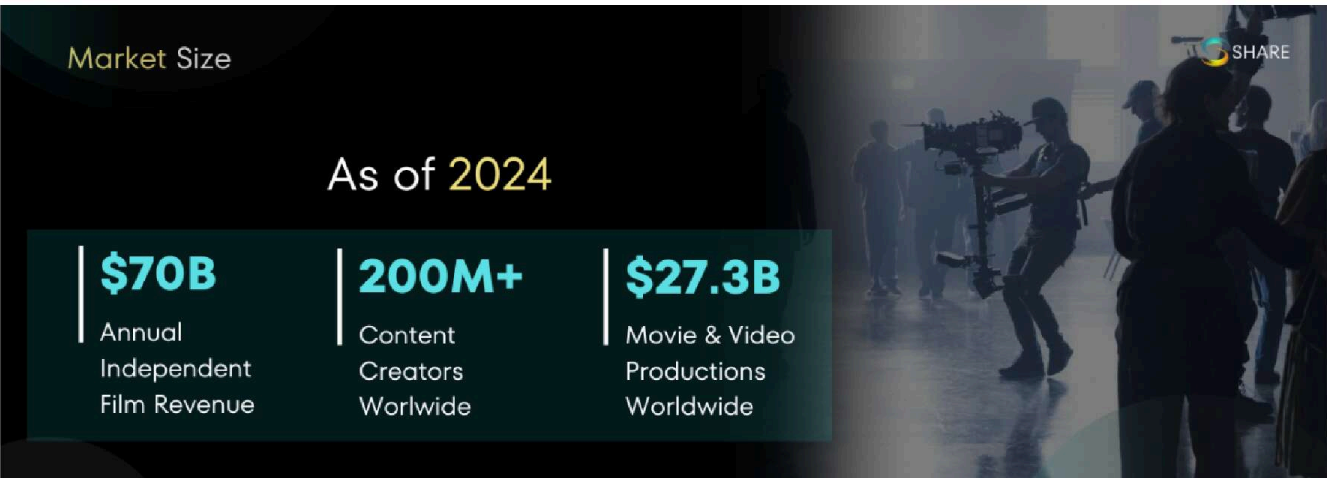 Market Size
SHARE
As of 2024
$70B
Annual
Independent
Film Revenue
200M+
Content
Creators
Worlwide
$27.3B
Movie & Video
Productions
Worldwide